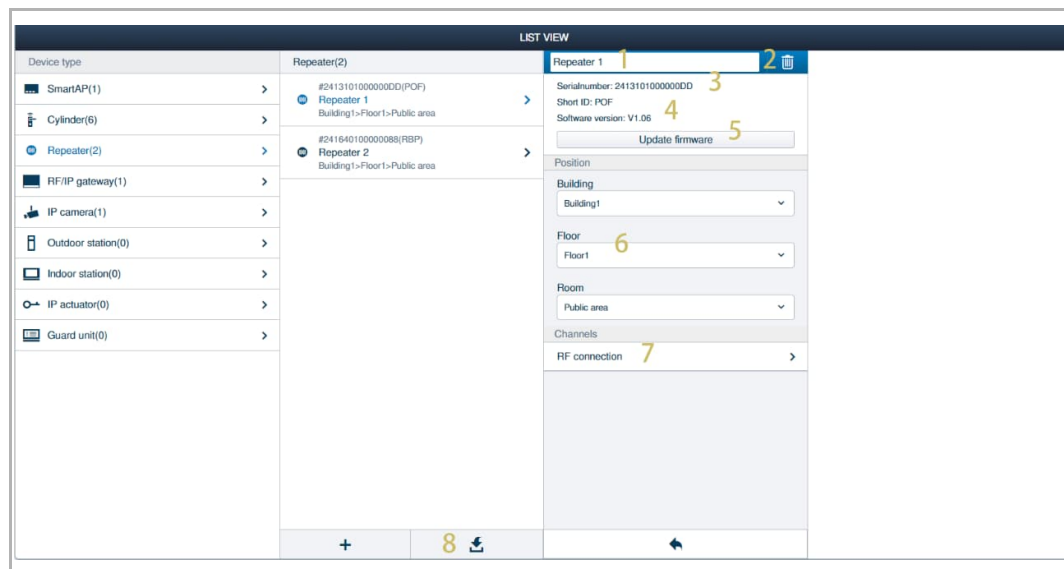 LIST VIEW
Device type
SmartAP(1)
Cylinder(6)
Repeater(2)
RF/IP gateway(1)
IP camera(1)
Outdoor station(0)
Indoor station(0)
IP actuator(0)
Guard unit(0)
Repeater(2)
#2413101000000DD(POF)
Repeater 1
Building1>Floor1>Public area
#241640100000088(RBP)
Repeater 2
Building1>Floor1>Public area
+
8
Repeater 1 1 2
Serialnumber: 2413101000000DD 3
Short ID: POF
Software version: V1.06 4
Update firmware 5
Position
Building
Building1
Floor
Floor1 6
Room
Public area
Channels
RF connection 7